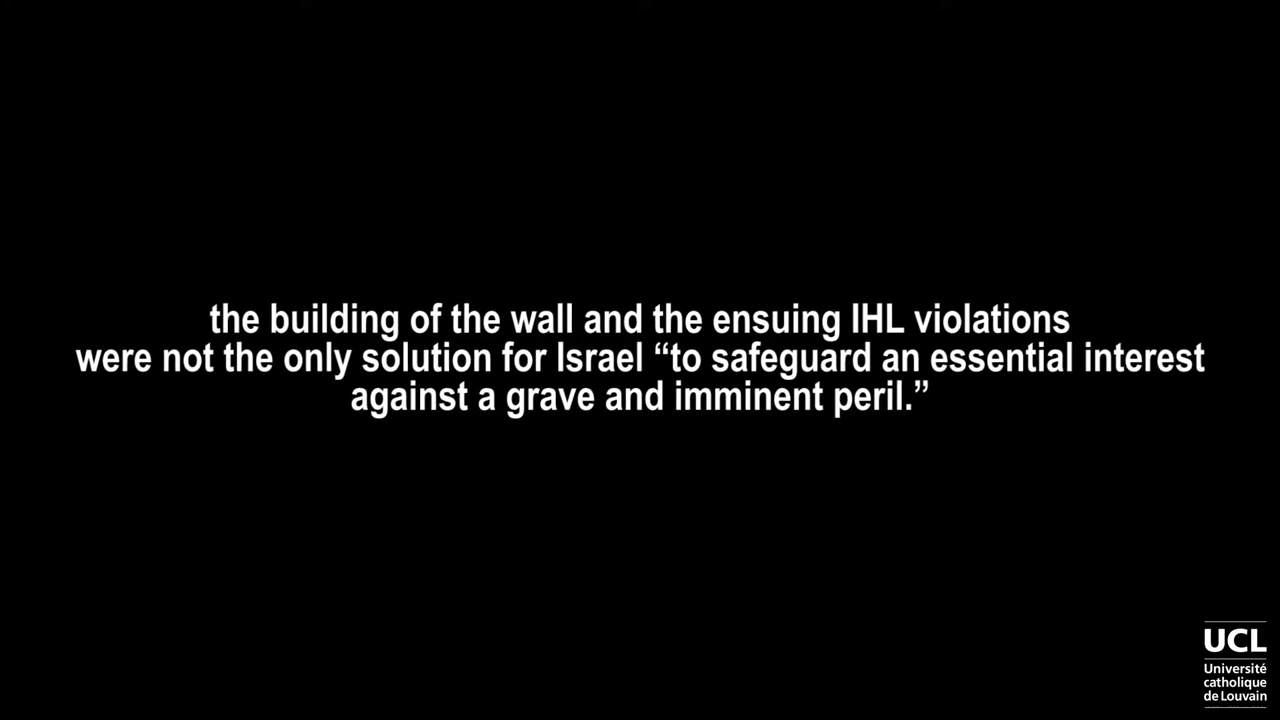 the building of the wall and the ensuing IHL violations
were not the only solution for Israel “to safeguard an essential interest
against a grave and imminent peril.”
UCL
Université
catholique
de Louvain